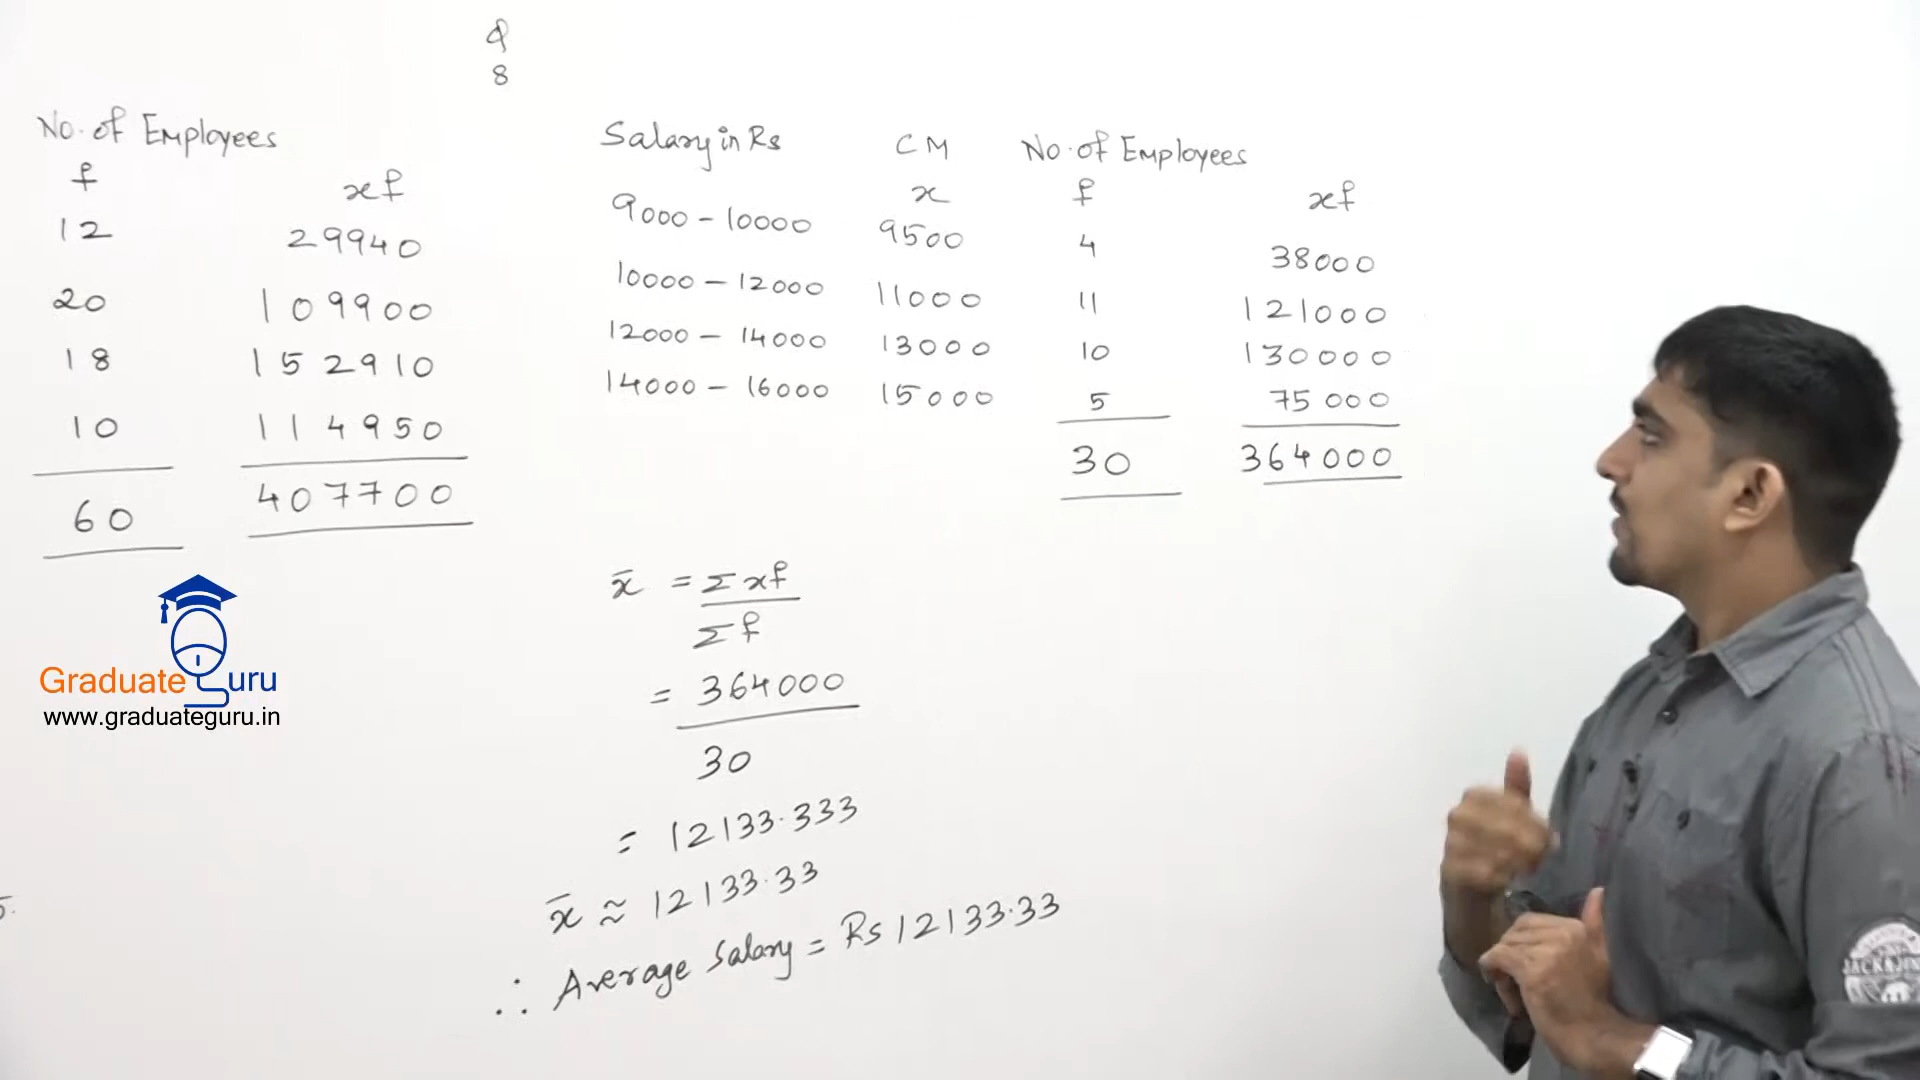 Q
8
No. of Employees
f xf
12 29940
20 109900
18 152910
10 114950
60 407700
Salary in Rs CM No. of Employees
x f xf
9000 - 10000 9500 4 38000
10000 - 12000 11000 11 121000
12000 - 14000 13000 10 130000
14000 - 16000 15000 5 75000
30 364000
x̄ = Σxf
Σf
= 364000
30
= 12133.333
x̄ ≈ 12133.33
∴ Average Salary = Rs 12133.33
5.
Graduate Guru
www.graduateguru.in